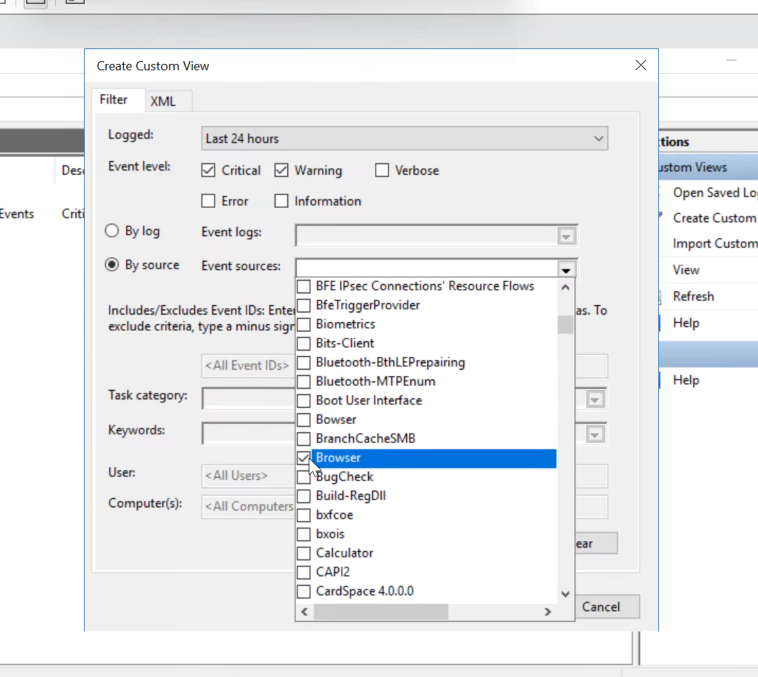 Create Custom View
Filter
XML
Logged:
Last 24 hours
Event level:
Critical
Warning
Verbose
Error
Information
By log
Event logs:
By source
Event sources:
BFE IPsec Connections' Resource Flows
BfeTriggerProvider
Biometrics
Bits-Client
Bluetooth-BthLEPrepairing
Bluetooth-MTPEnum
Boot User Interface
Bowser
BranchCacheSMB
Browser
BugCheck
Build-RegDll
bxfcoe
bxois
Calculator
CAPI2
CardSpace 4.0.0.0
Includes/Excludes Event IDs: Enter
as. To
exclude criteria, type a minus sign
<All Event IDs>
Task category:
Keywords:
User:
<All Users>
Computer(s):
<All Computers
ear
Cancel
Des
Events
Criti
tions
ustom Views
Open Saved Lo
Create Custom
Import Custom
View
Refresh
Help
Help